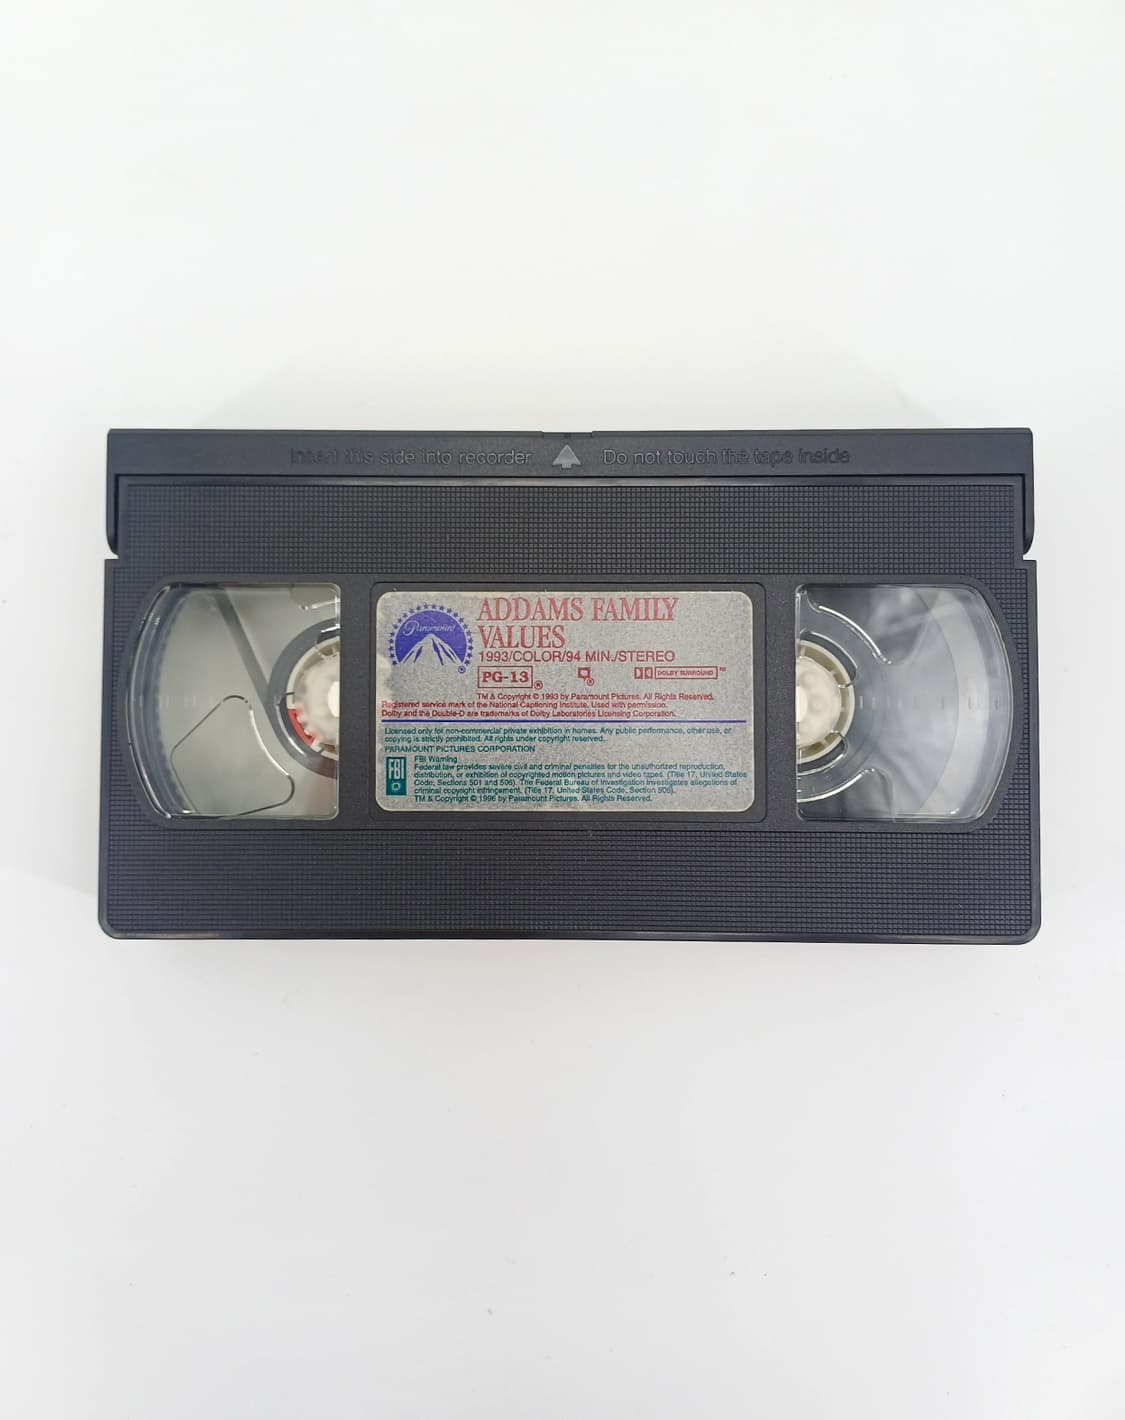 Insert this side into recorder Do not touch the tape inside
Paramount
ADDAMS FAMILY
VALUES
1993/COLOR/94 MIN./STEREO
PG-13 ® ® DOLBY SURROUND ™
TM & Copyright © 1993 by Paramount Pictures. All Rights Reserved.
Registered service mark of the National Captioning Institute. Used with permission.
Dolby and the Double-D are trademarks of Dolby Laboratories Licensing Corporation.
Licensed only for non-commercial private exhibition in homes. Any public performance, other use, or
copying is strictly prohibited. All rights under copyright reserved.
PARAMOUNT PICTURES CORPORATION
FBI Warning
FBI
Federal law provides severe civil and criminal penalties for the unauthorized reproduction,
distribution, or exhibition of copyrighted motion pictures and video tapes. (Title 17, United States
Code, Sections 501 and 506). The Federal Bureau of Investigation investigates allegations of
criminal copyright infringement. (Title 17, United States Code, Section 506).
TM & Copyright © 1996 by Paramount Pictures. All Rights Reserved.